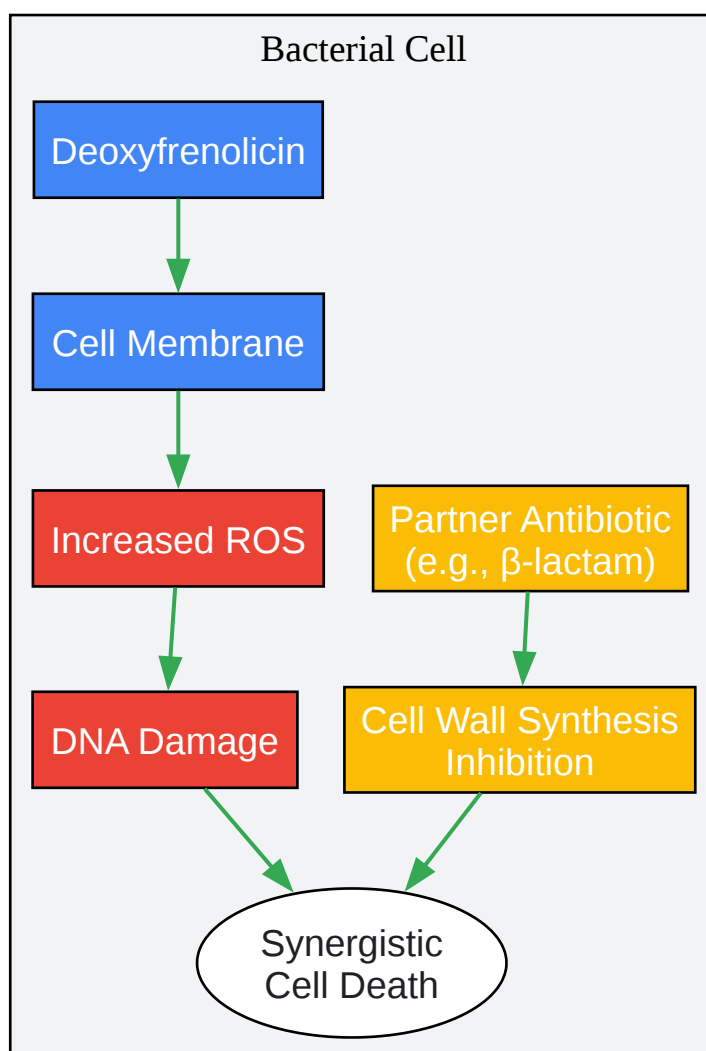 Bacterial Cell
Deoxyfrenolicin
Cell Membrane
Increased ROS
Partner Antibiotic
(e.g., β-lactam)
DNA Damage
Cell Wall Synthesis
Inhibition
Synergistic
Cell Death